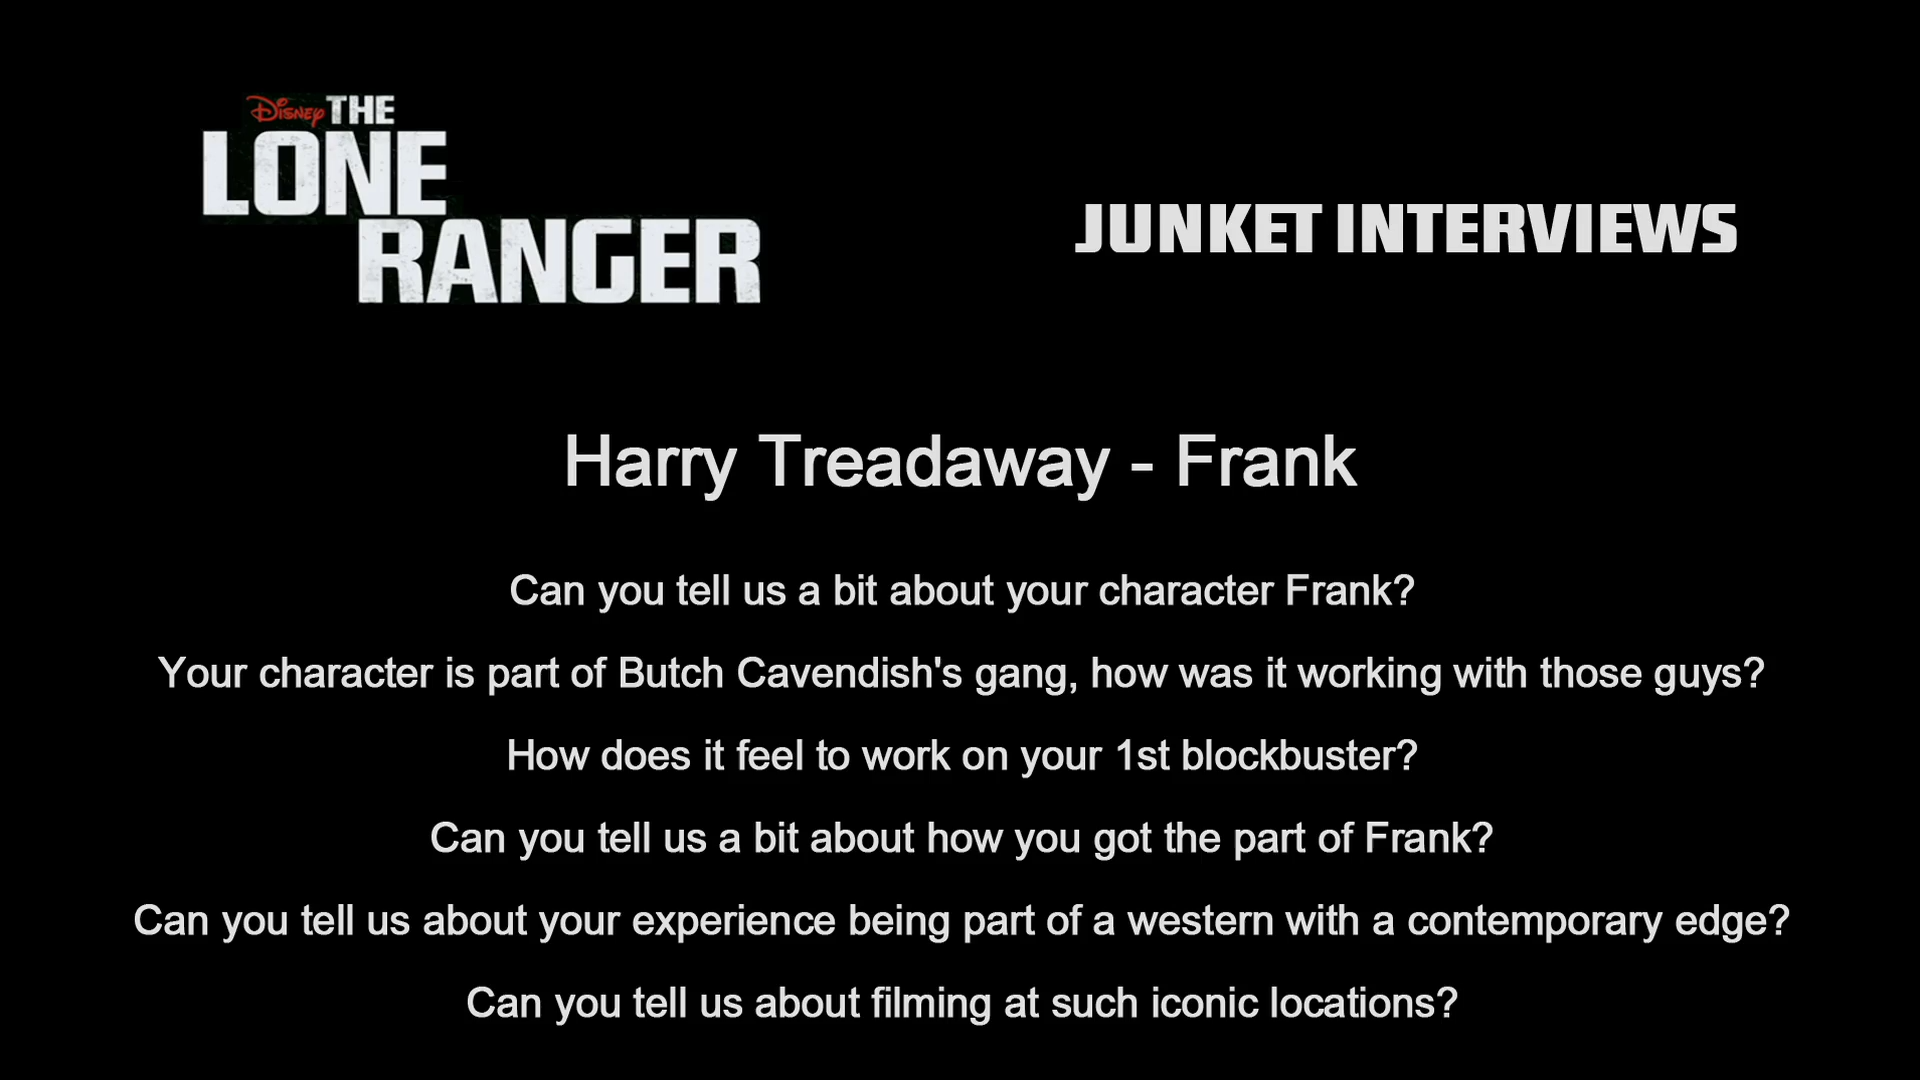 DISNEY THE
LONE
RANGER
JUNKET INTERVIEWS
Harry Treadaway - Frank
Can you tell us a bit about your character Frank?
Your character is part of Butch Cavendish's gang, how was it working with those guys?
How does it feel to work on your 1st blockbuster?
Can you tell us a bit about how you got the part of Frank?
Can you tell us about your experience being part of a western with a contemporary edge?
Can you tell us about filming at such iconic locations?